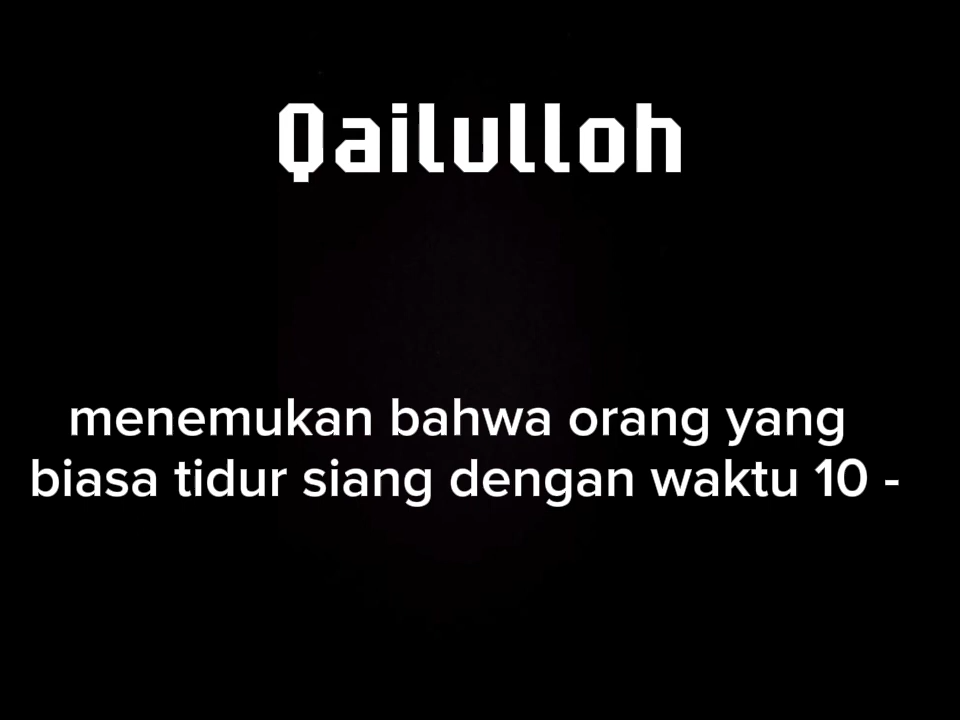 Qailulloh
menemukan bahwa orang yang
biasa tidur siang dengan waktu 10 -